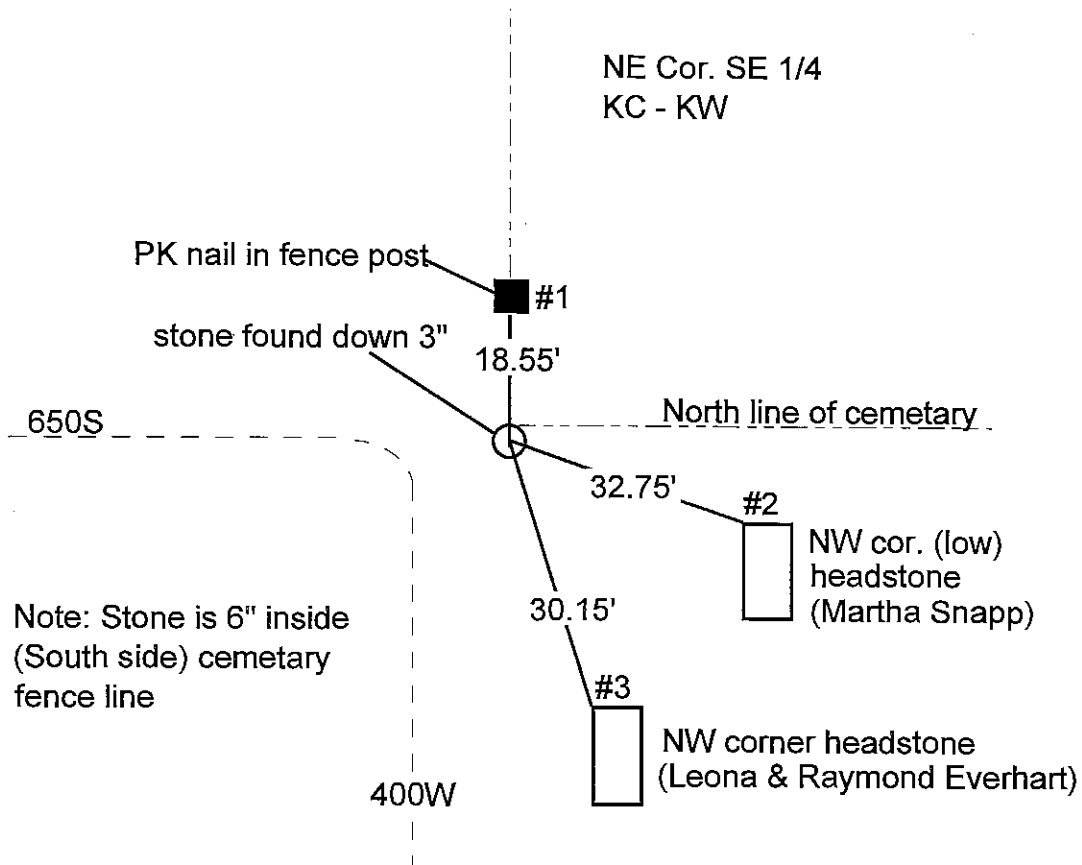 NE Cor. SE 1/4
KC - KW
PK nail in fence post
#1
stone found down 3"
18.55'
650S
North line of cemetary
32.75'
#2
NW cor. (low)
headstone
(Martha Snapp)
30.15'
Note: Stone is 6" inside
(South side) cemetary
fence line
#3
NW corner headstone
(Leona & Raymond Everhart)
400W